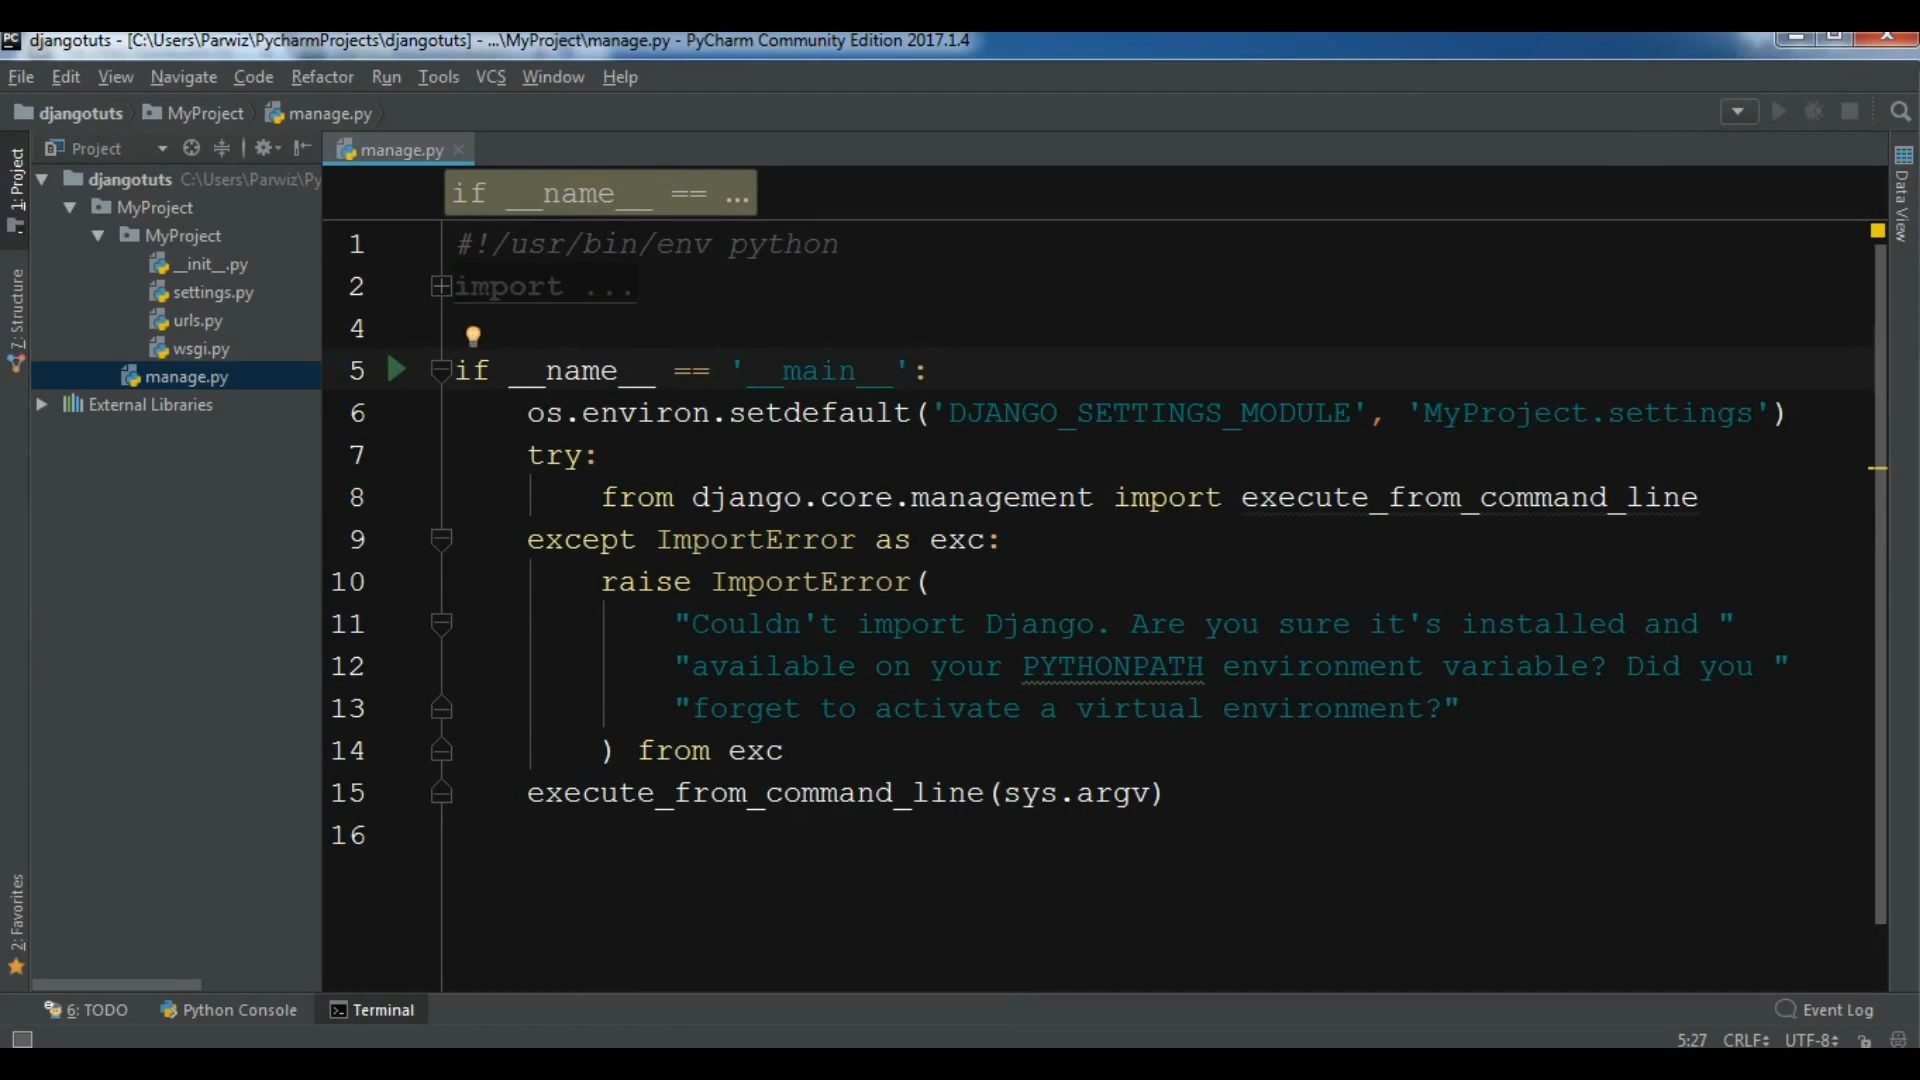 PC djangotuts - [C:\Users\Parwiz\PycharmProjects\djangotuts] - ...\MyProject\manage.py - PyCharm Community Edition 2017.1.4
File Edit View Navigate Code Refactor Run Tools VCS Window Help
djangotuts MyProject manage.py
Project
manage.py
1: Project
7: Structure
2: Favorites
djangotuts C:\Users\Parwiz\Py
MyProject
MyProject
__init__.py
settings.py
urls.py
wsgi.py
manage.py
External Libraries
if __name__ == ...
1 #!/usr/bin/env python
2 import ...
4
5 if __name__ == '__main__':
6 os.environ.setdefault('DJANGO_SETTINGS_MODULE', 'MyProject.settings')
7 try:
8 from django.core.management import execute_from_command_line
9 except ImportError as exc:
10 raise ImportError(
11 "Couldn't import Django. Are you sure it's installed and "
12 "available on your PYTHONPATH environment variable? Did you "
13 "forget to activate a virtual environment?"
14 ) from exc
15 execute_from_command_line(sys.argv)
16
Data View
6: TODO Python Console Terminal Event Log
5:27 CRLF UTF-8